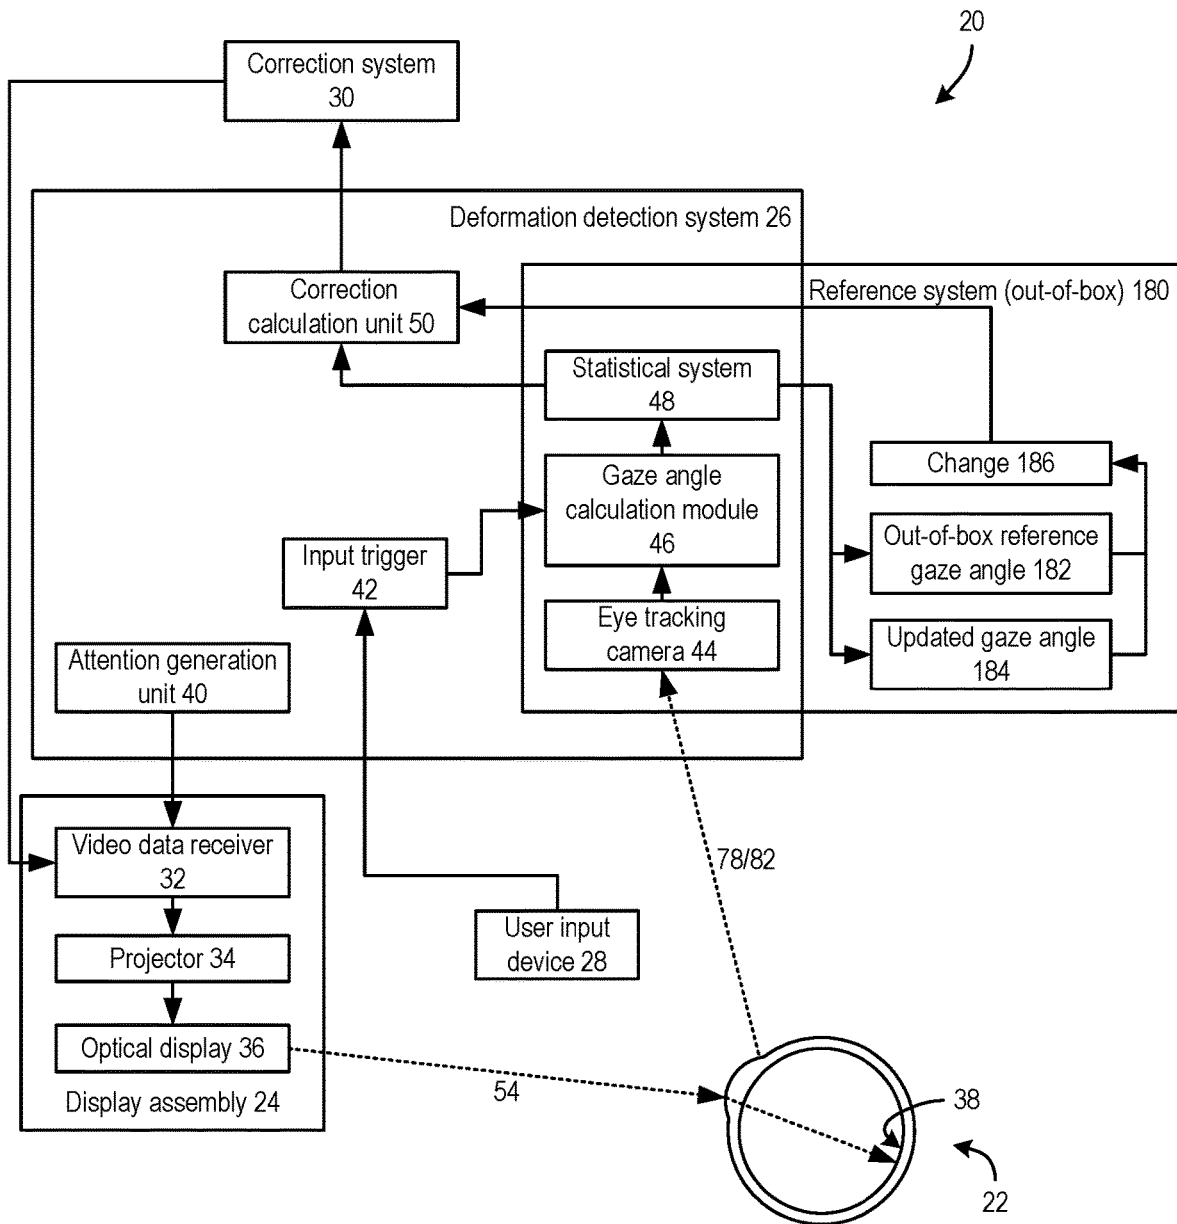 20
Correction system
30
Deformation detection system 26
Correction
calculation unit 50
Reference system (out-of-box) 180
Statistical system
48
Change 186
Gaze angle
calculation module
46
Out-of-box reference
gaze angle 182
Input trigger
42
Eye tracking
camera 44
Updated gaze angle
184
Attention generation
unit 40
Video data receiver
32
78/82
User input
device 28
Projector 34
Optical display 36
54
Display assembly 24
38
22